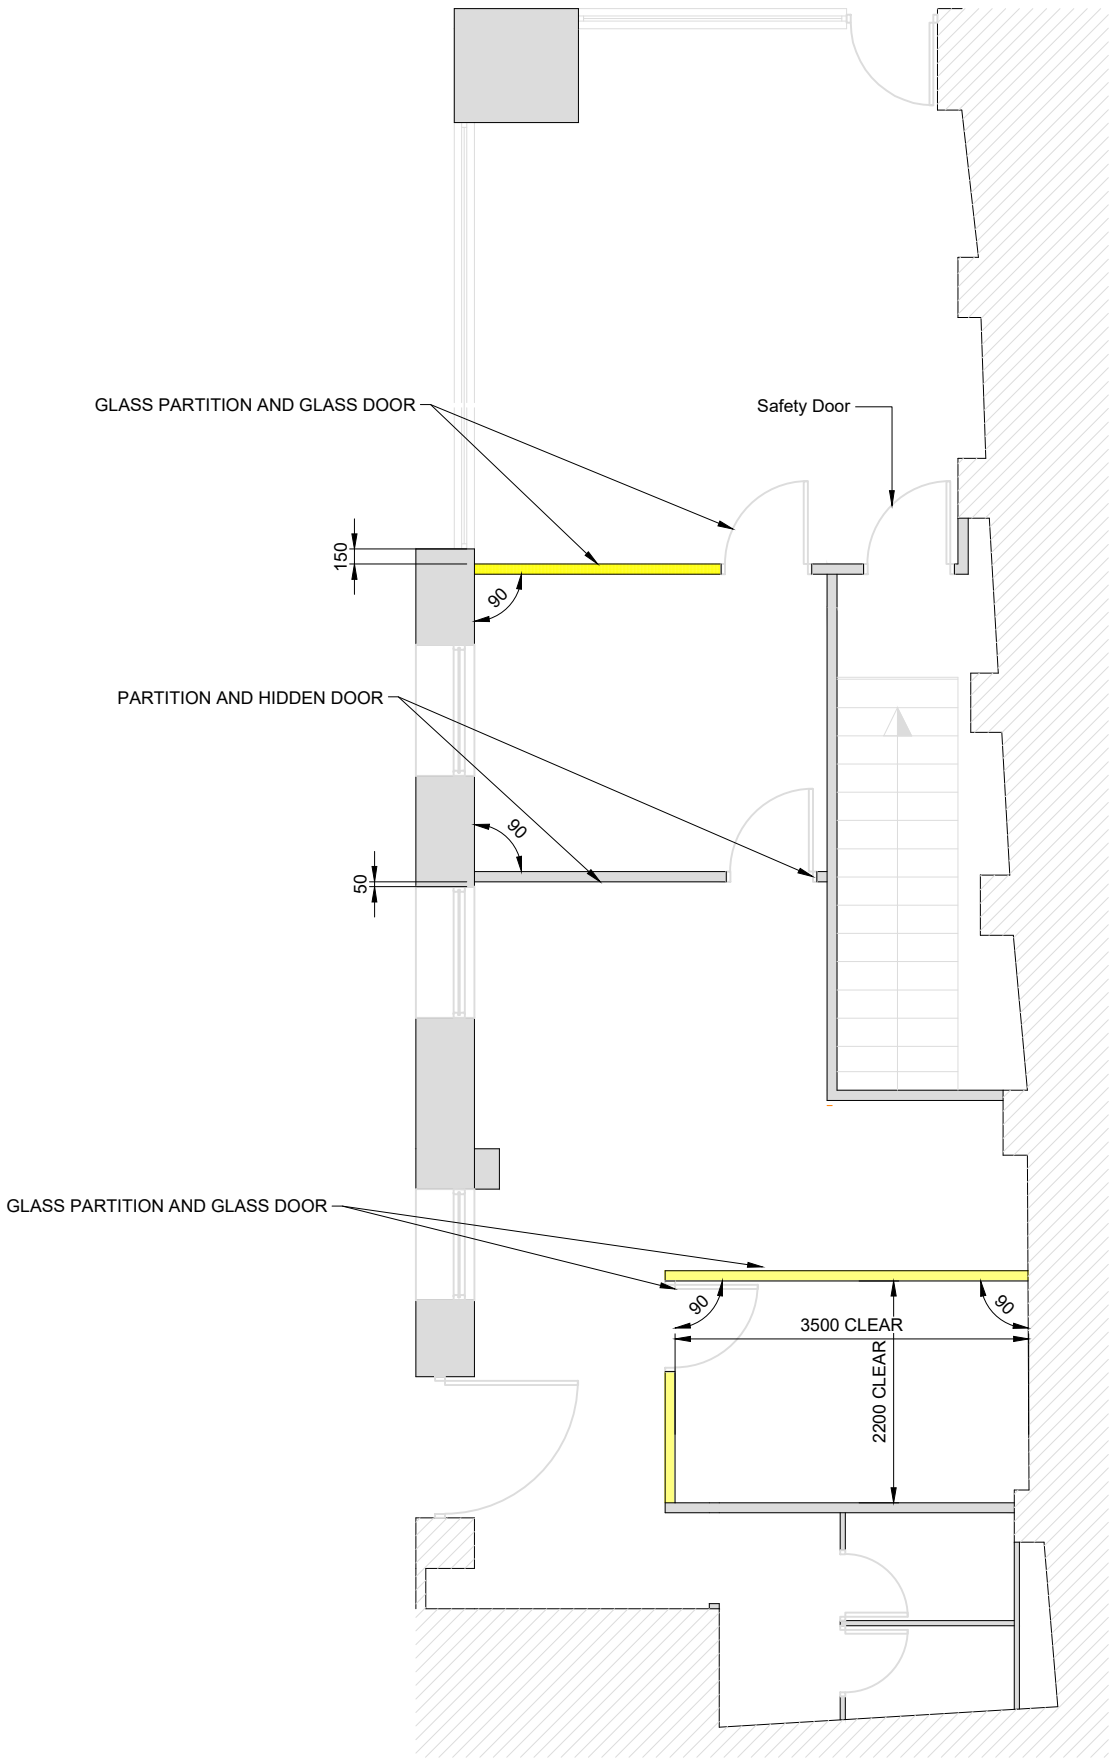 GLASS PARTITION AND GLASS DOOR
Safety Door
150
90
PARTITION AND HIDDEN DOOR
90
50
GLASS PARTITION AND GLASS DOOR
90
90
3500 CLEAR
2200 CLEAR